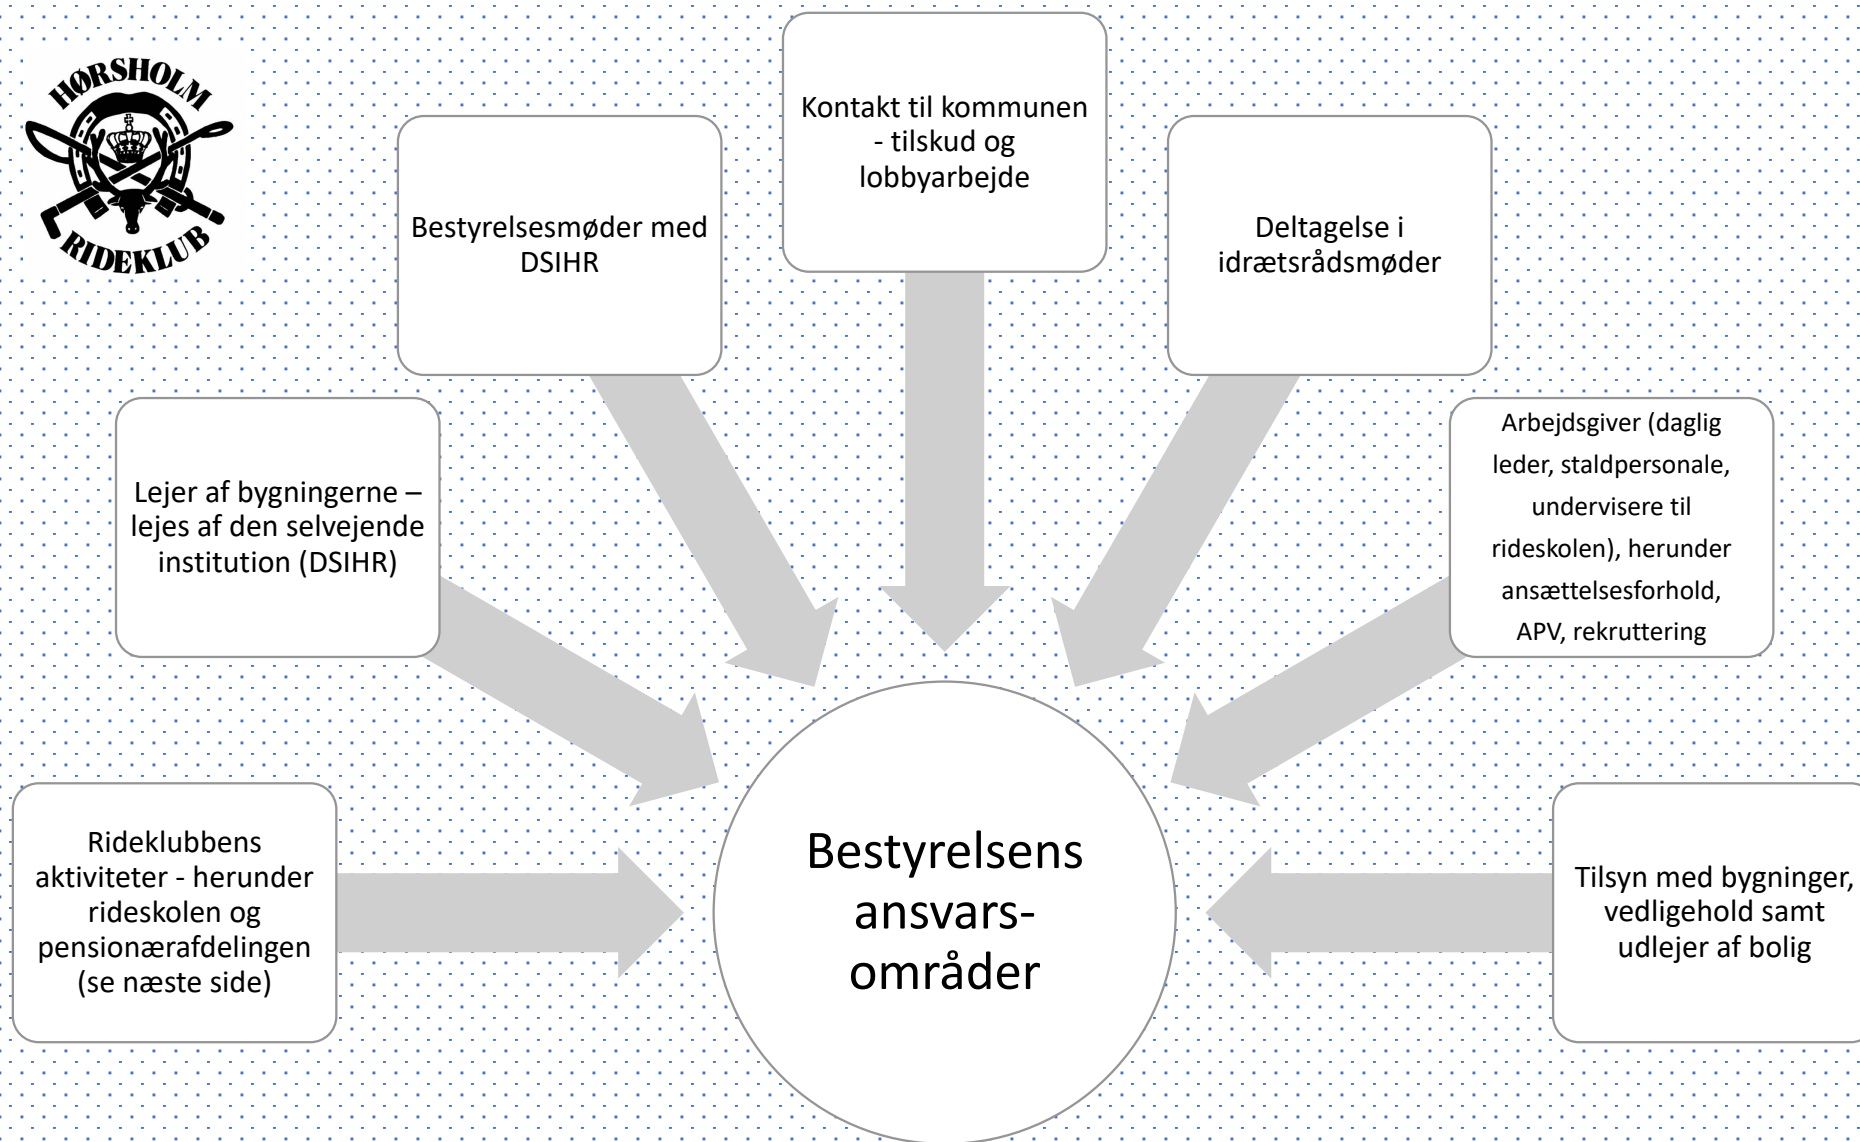 HØRSHOLM
RIDEKLUB
Kontakt til kommunen
- tilskud og
lobbyarbejde
Bestyrelsesmøder med
DSIHR
Deltagelse i
idrætsrådsmøder
Lejer af bygningerne –
lejes af den selvejende
institution (DSIHR)
Arbejdsgiver (daglig
leder, staldpersonale,
undervisere til
rideskolen), herunder
ansættelsesforhold,
APV, rekruttering
Rideklubbens
aktiviteter - herunder
rideskolen og
pensionærafdelingen
(se næste side)
Bestyrelsens
ansvars-
områder
Tilsyn med bygninger,
vedligehold samt
udlejer af bolig